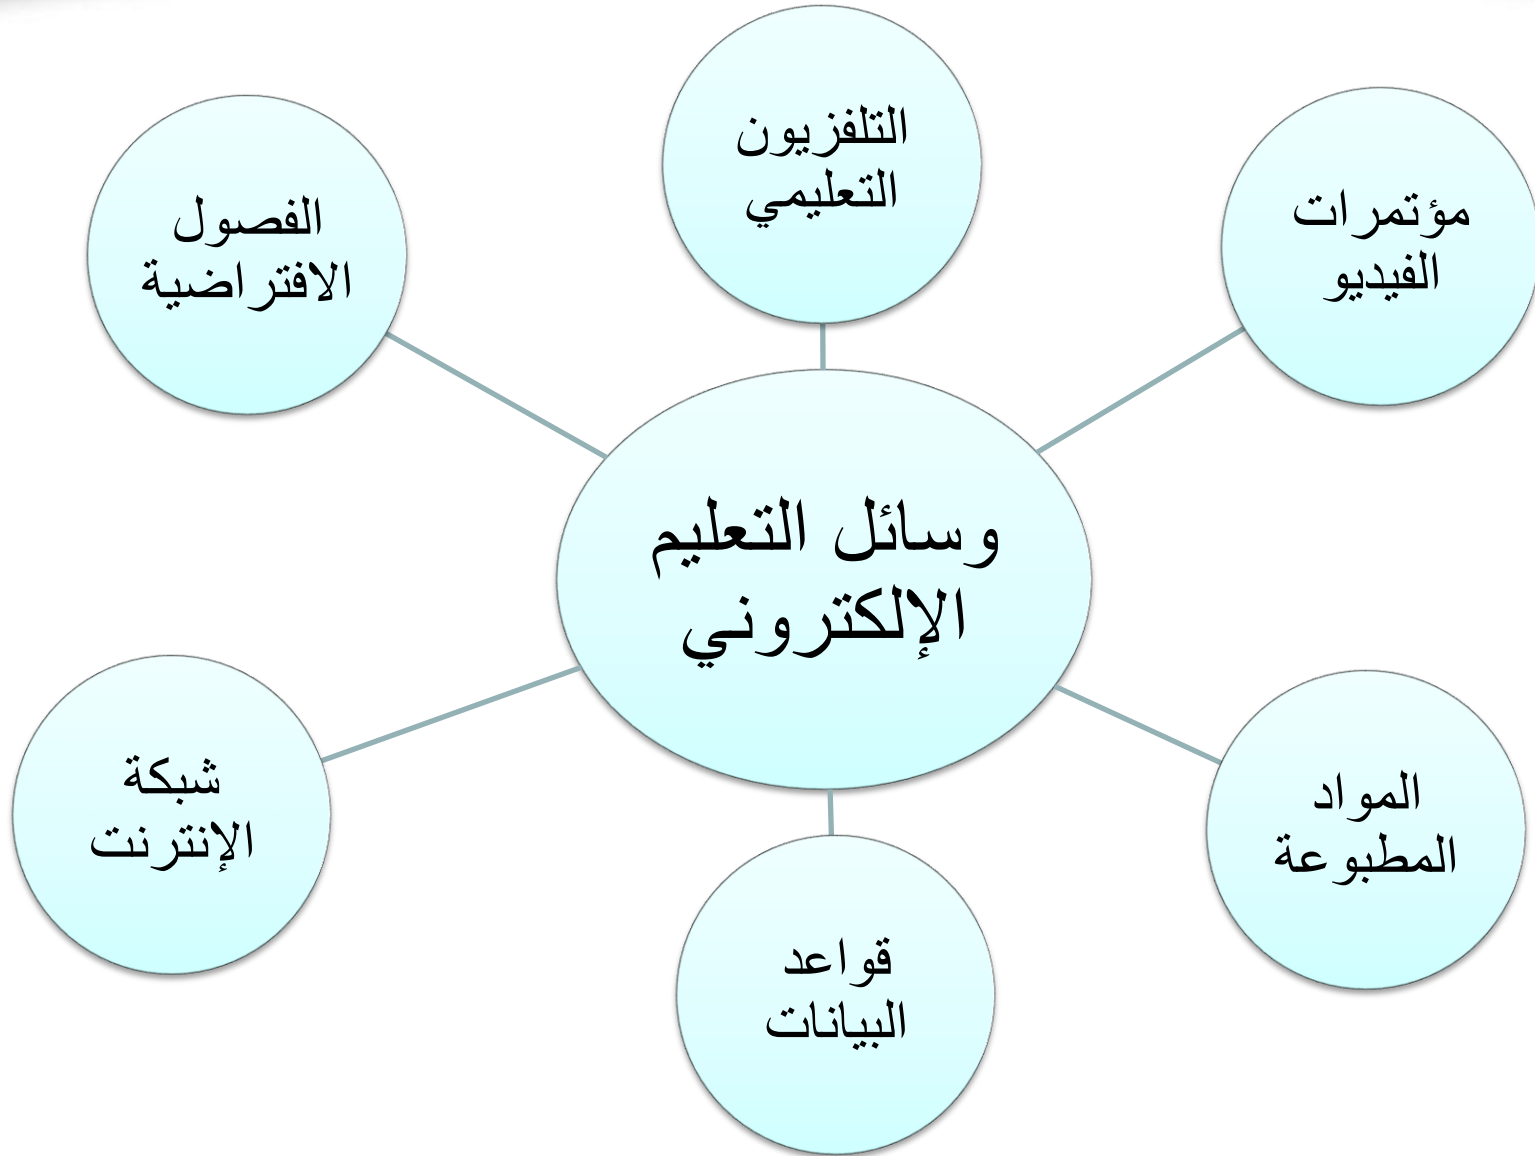 التلفزيون
التعليمي
مؤتمرات
الفيديو
الفصول
الافتراضية
وسائل التعليم
الإلكتروني
المواد
المطبوعة
شبكة
الإنترنت
قواعد
البيانات